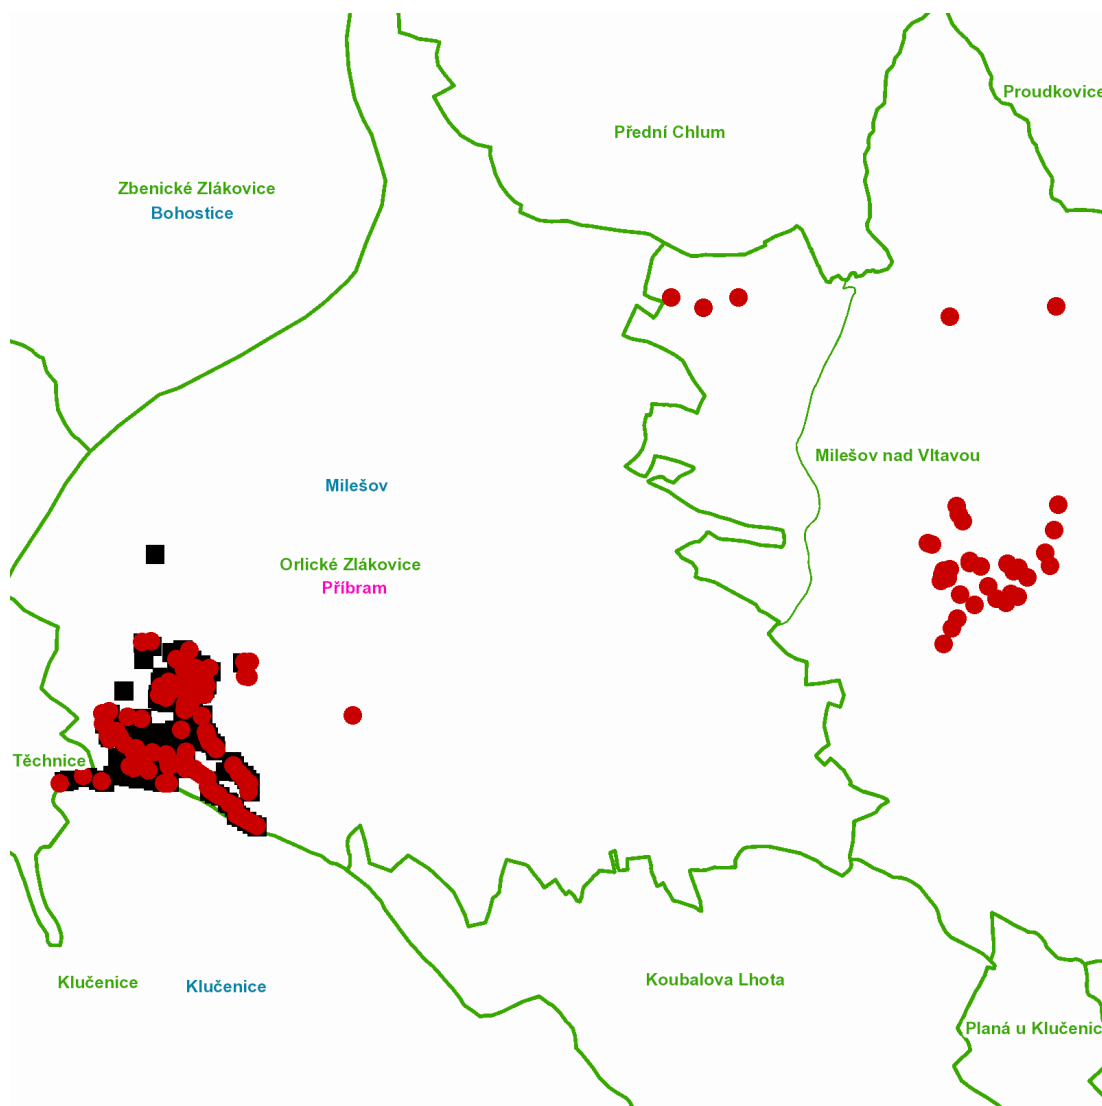 Proudkovice
Přední Chlum
Zbenické Zlákovice
Bohostice
Milešov nad Vltavou
Milešov
Orlické Zlákovice
Příbram
Těchnice
Klučenice
Klučenice
Koubalova Lhota
Planá u Klučenic